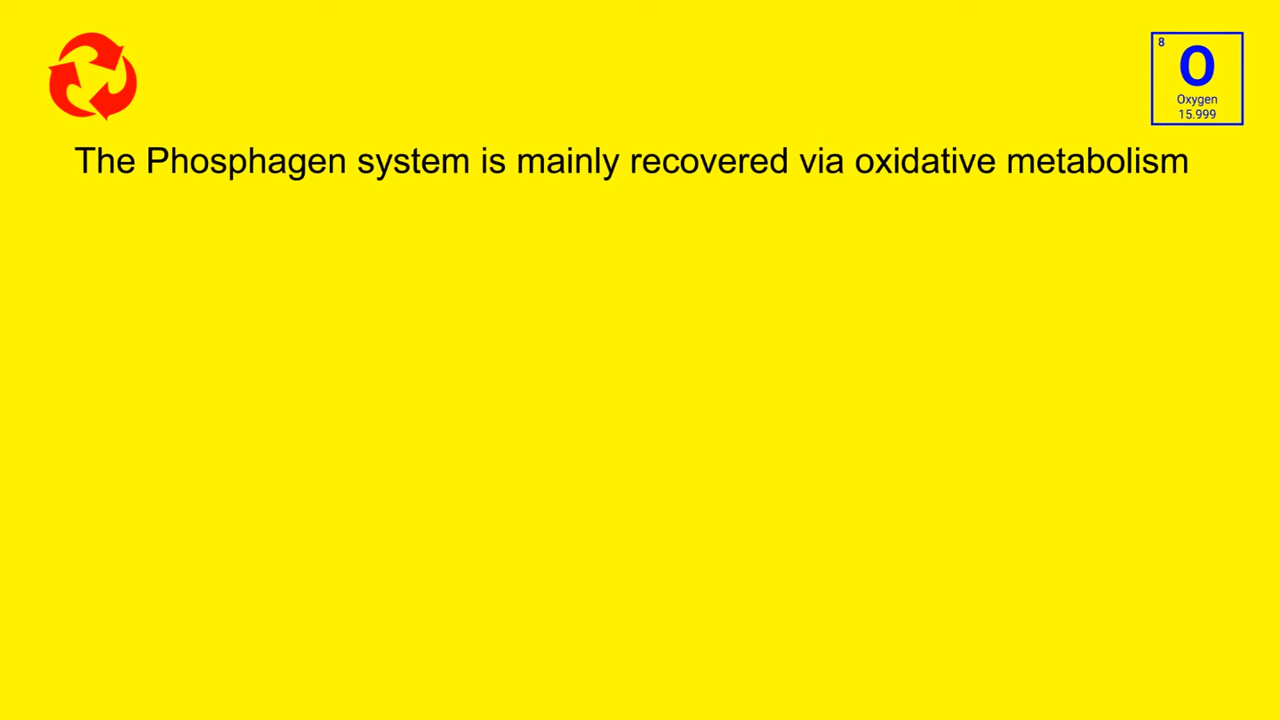 8
O
Oxygen
15.999
The Phosphagen system is mainly recovered via oxidative metabolism